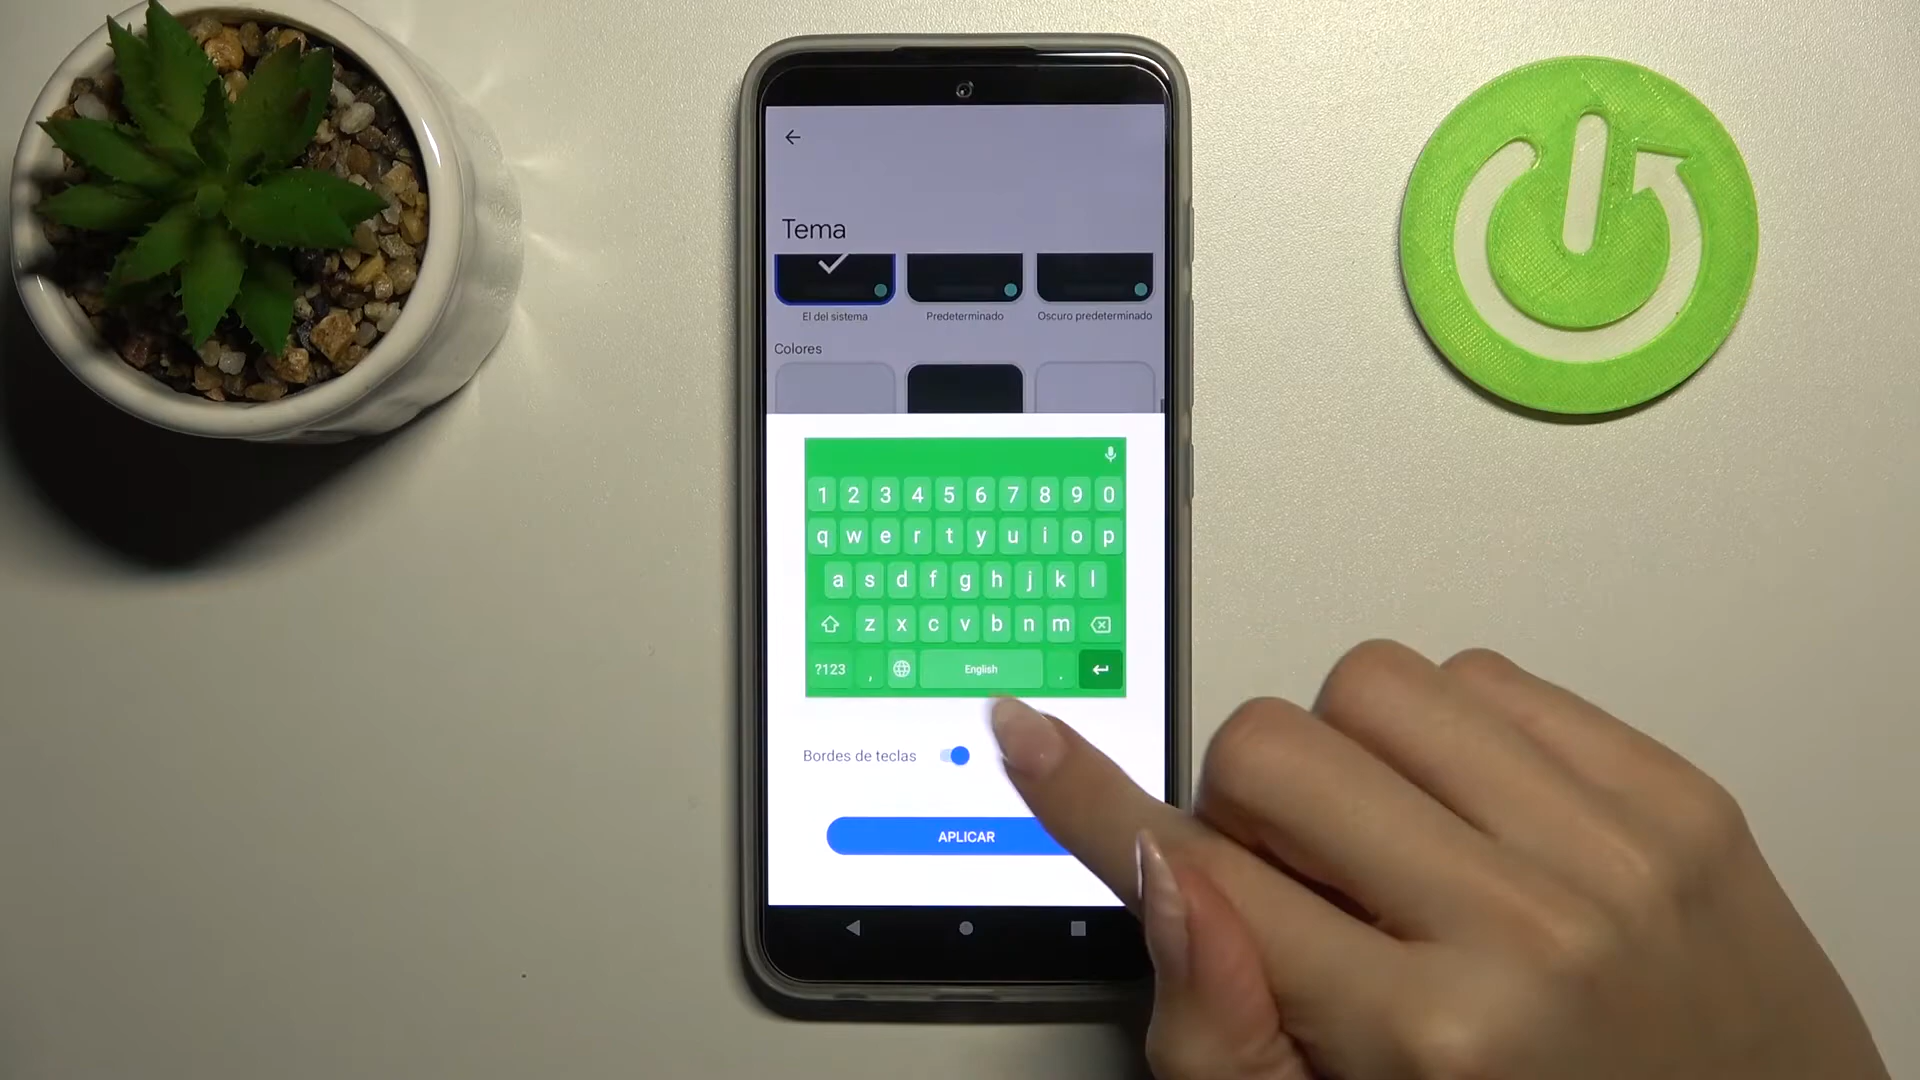 Tema
El del sistema Predeterminado Oscuro predeterminado
Colores
1 2 3 4 5 6 7 8 9 0
q w e r t y u i o p
a s d f g h j k l
z x c v b n m
?123 , English .
Bordes de teclas
APLICAR